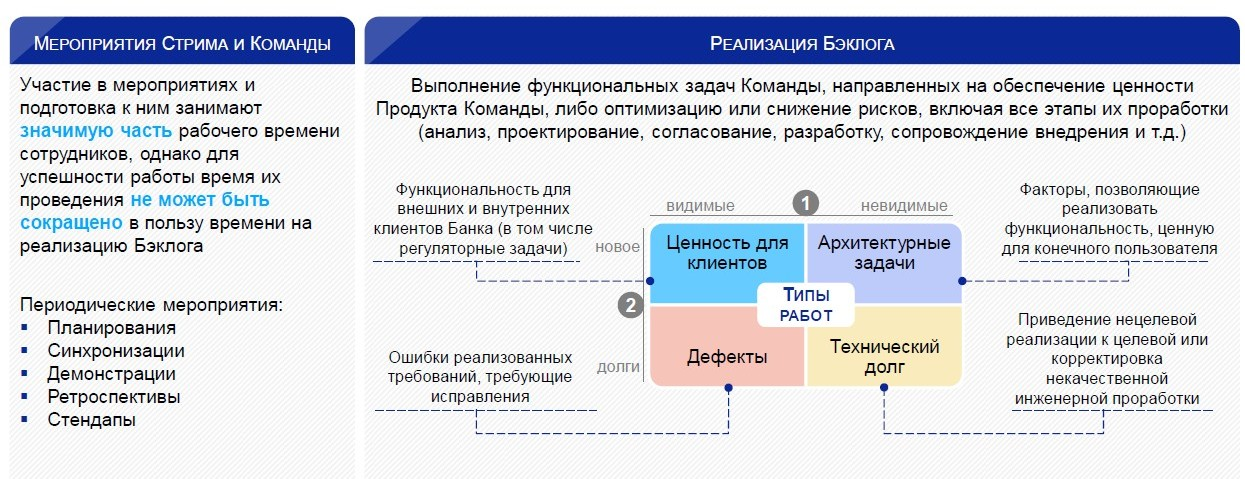 Мероприятия Стрима и Команды
Участие в мероприятиях и
подготовка к ним занимают
значимую часть рабочего времени
сотрудников, однако для
успешности работы время их
проведения не может быть
сокращено в пользу времени на
реализацию Бэклога
Периодические мероприятия:
▪ Планирования
▪ Синхронизации
▪ Демонстрации
▪ Ретроспективы
▪ Стендапы
Реализация Бэклога
Выполнение функциональных задач Команды, направленных на обеспечение ценности
Продукта Команды, либо оптимизацию или снижение рисков, включая все этапы их проработки
(анализ, проектирование, согласование, разработку, сопровождение внедрения и т.д.)
Функциональность для
внешних и внутренних
клиентов Банка (в том числе
регуляторные задачи)
1
видимые
невидимые
2
новое
долги
Ценность для
клиентов
Архитектурные
задачи
Типы
работ
Дефекты
Технический
долг
Факторы, позволяющие
реализовать
функциональность, ценную
для конечного пользователя
Ошибки реализованных
требований, требующие
исправления
Приведение нецелевой
реализации к целевой или
корректировка
некачественной
инженерной проработки